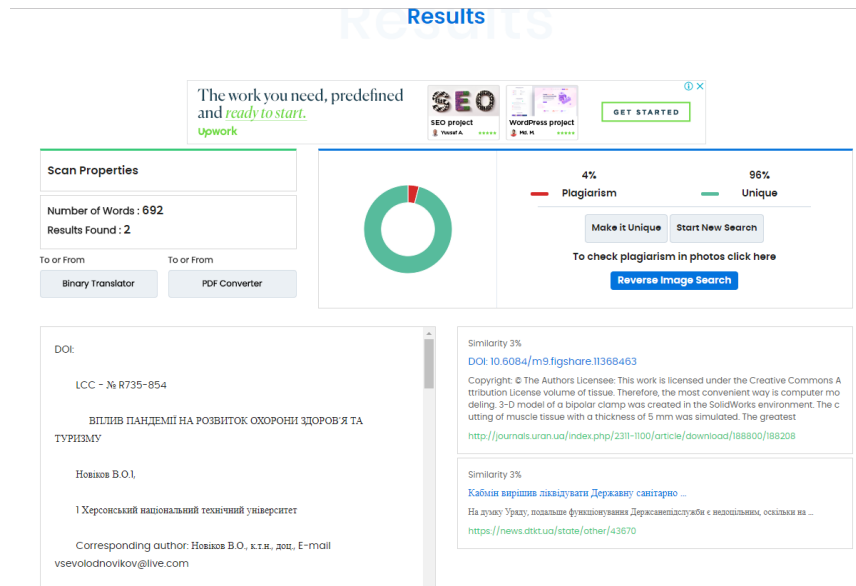 Results
Results
The work you need, predefined
and ready to start.
Upwork
SEO
SEO project
Yussef A.
WordPress project
Md. M.
GET STARTED
Scan Properties
Number of Words : 692
Results Found : 2
To or From
To or From
Binary Translator
PDF Converter
4%
96%
Plagiarism
Unique
Make it Unique
Start New Search
To check plagiarism in photos click here
Reverse Image Search
DOI:
LCC - № R735-854
ВПЛИВ ПАНДЕМІЇ НА РОЗВИТОК ОХОРОНИ ЗДОРОВ'Я ТА
ТУРИЗМУ
Новіков В.О.1,
1 Херсонський національний технічний університет
Corresponding author: Новіков В.О., к.т.н., доц., E-mail
vsevolodnovikov@live.com
Similarity 3%
DOI: 10.6084/m9.figshare.11368463
Copyright: © The Authors Licensee: This work is licensed under the Creative Commons A
ttribution License volume of tissue. Therefore, the most convenient way is computer mo
deling. 3-D model of a bipolar clamp was created in the SolidWorks environment. The c
utting of muscle tissue with a thickness of 5 mm was simulated. The greatest
http://journals.uran.ua/index.php/2311-1100/article/download/188800/188208
Similarity 3%
Кабмін вирішив ліквідувати Державну санітарно ...
На думку Уряду, подальше функціонування Держсанепідслужби є недоцільним, оскільки на ...
https://news.dtkt.ua/state/other/43670